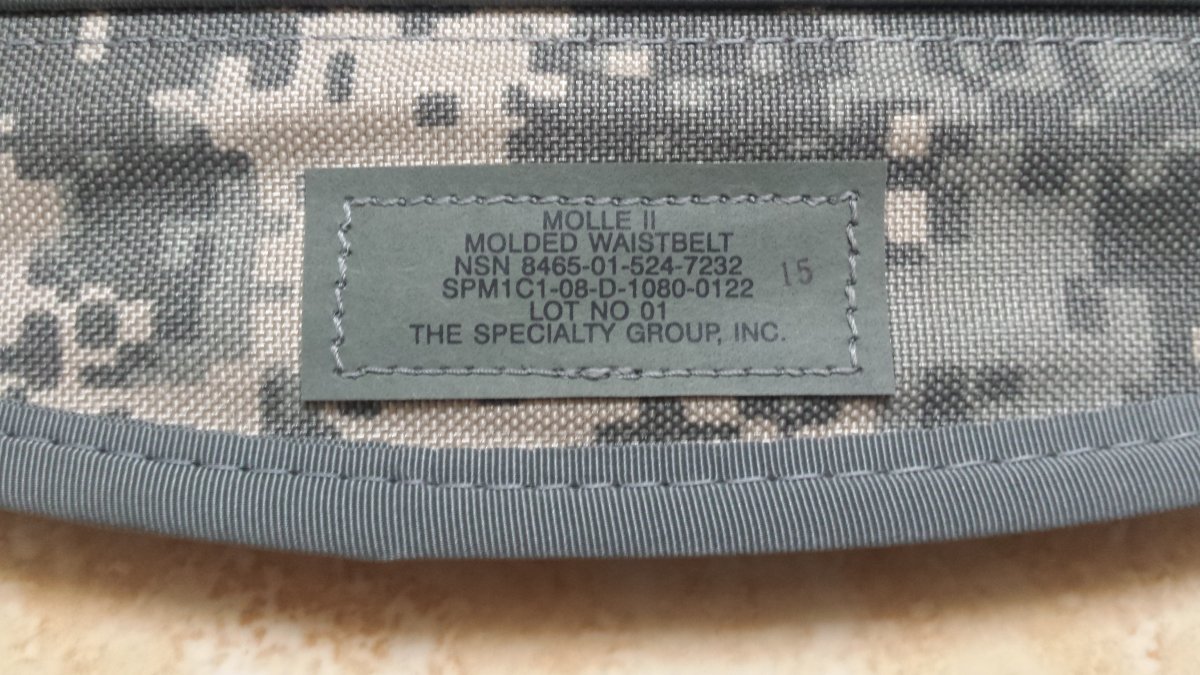 MOLLE II
MOLDED WAISTBELT
NSN 8465-01-524-7232
SPM1C1-08-D-1080-0122
15
LOT NO 01
THE SPECIALTY GROUP, INC.